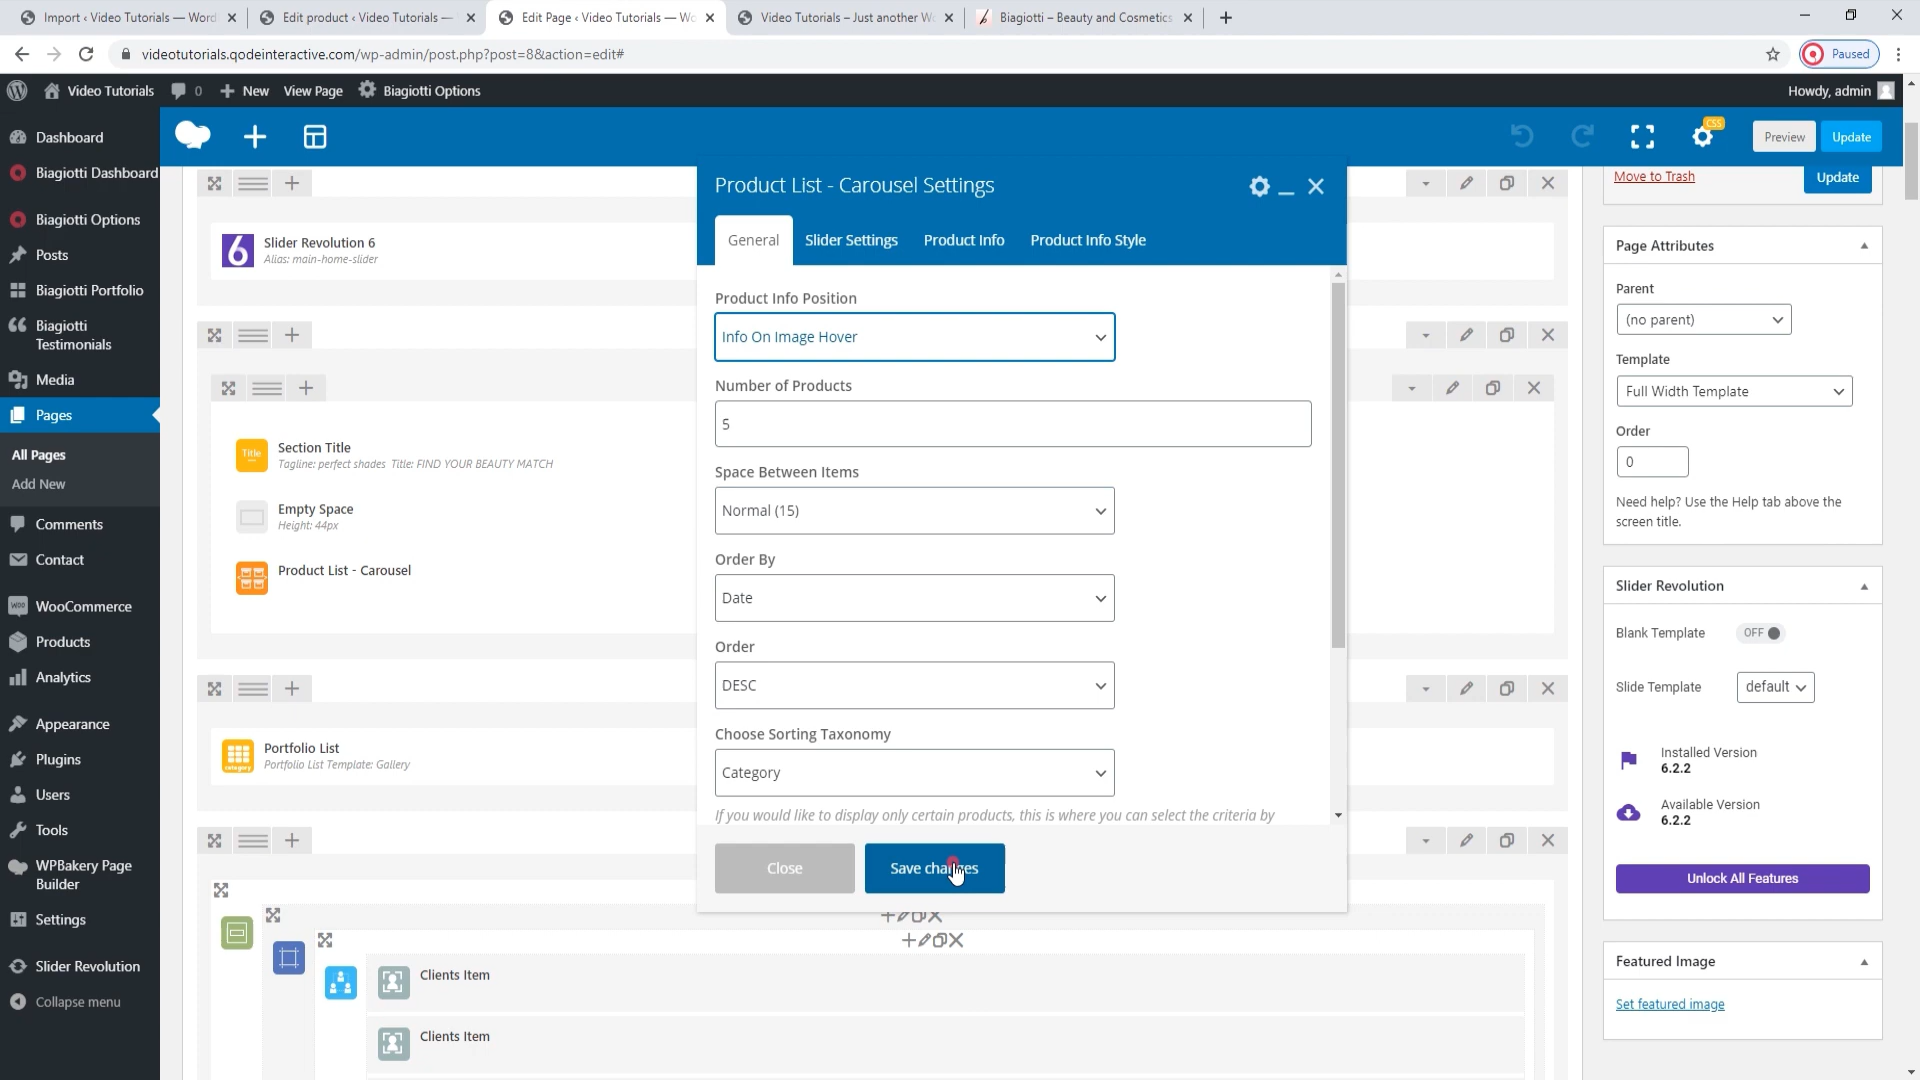 Import ‹ Video Tutorials — Word
Edit product ‹ Video Tutorials —
Edit Page ‹ Video Tutorials — Wo
Video Tutorials – Just another W
Biagiotti – Beauty and Cosmetics
videotutorials.qodeinteractive.com/wp-admin/post.php?post=8&action=edit#
Paused
Video Tutorials
0
New
View Page
Biagiotti Options
Howdy, admin
Dashboard
Biagiotti Dashboard
Biagiotti Options
Posts
Biagiotti Portfolio
Biagiotti
Testimonials
Media
Pages
All Pages
Add New
Comments
Contact
WooCommerce
Products
Analytics
Appearance
Plugins
Users
Tools
WPBakery Page
Builder
Settings
Slider Revolution
Collapse menu
CSS
Preview
Update
6
Slider Revolution 6
Alias: main-home-slider
Title
Section Title
Tagline: perfect shades Title: FIND YOUR BEAUTY MATCH
Empty Space
Height: 44px
Product List - Carousel
category
Portfolio List
Portfolio List Template: Gallery
Clients Item
Clients Item
Product List - Carousel Settings
General
Slider Settings
Product Info
Product Info Style
Product Info Position
Info On Image Hover
Number of Products
5
Space Between Items
Normal (15)
Order By
Date
Order
DESC
Choose Sorting Taxonomy
Category
If you would like to display only certain products, this is where you can select the criteria by
Close
Save changes
Move to Trash
Update
Page Attributes
Parent
(no parent)
Template
Full Width Template
Order
0
Need help? Use the Help tab above the
screen title.
Slider Revolution
Blank Template
OFF
Slide Template
default
Installed Version
6.2.2
Available Version
6.2.2
Unlock All Features
Featured Image
Set featured image